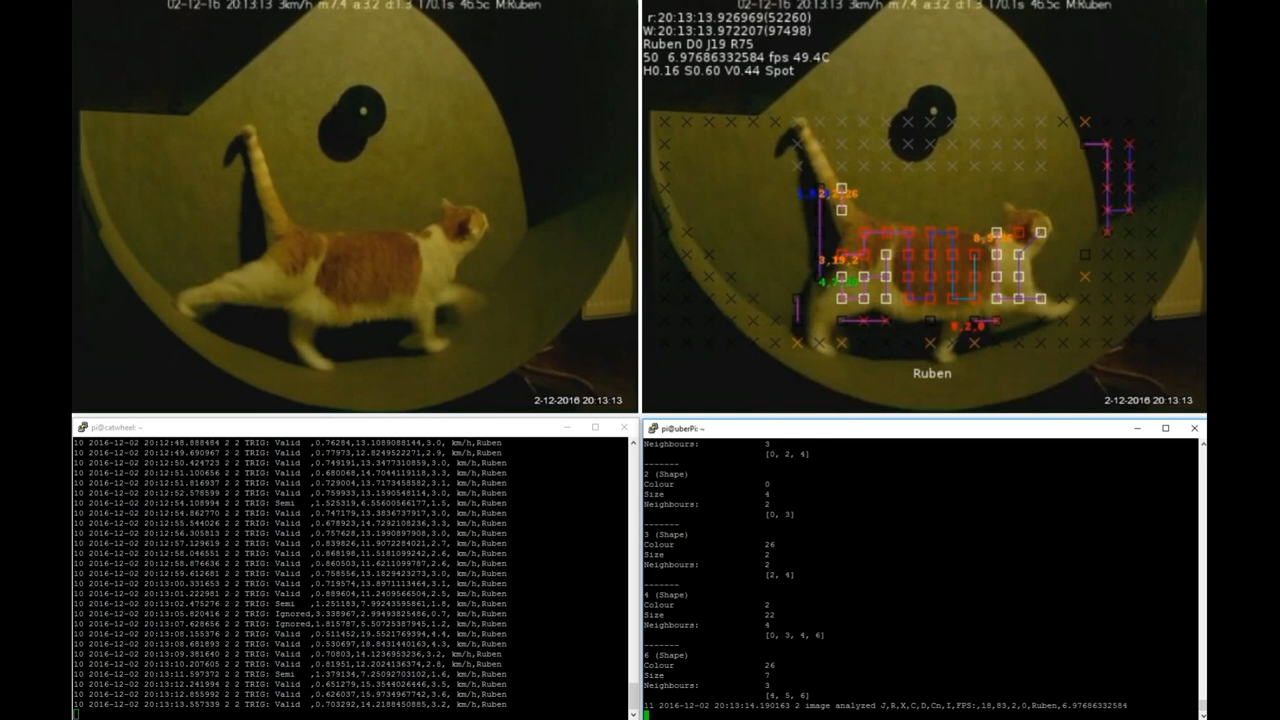 02-12-16 20:13:13 3km/h m7.4 a3.2 d1.3 170.1s 46.5c M:Ruben
2-12-2016 20:13:13
02-12-16 20:13:13 3km/h m7.4 a3.2 d1.3 170.1s 46.5c M:Ruben
r:20:13:13.926969(52260)
W:20:13:13.972207(97498)
Ruben D0 J19 R75
50 6.97686332584 fps 49.4C
H0.16 S0.60 V0.44 Spot
3,19,2
Ruben
2-12-2016 20:13:13
pi@catwheel: ~
10 2016-12-02 20:12:48.888484 2 2 TRIG: Valid ,0.76284,13.1089088144,3.0, km/h,Ruben
10 2016-12-02 20:12:49.690967 2 2 TRIG: Valid ,0.77973,12.8249522271,2.9, km/h,Ruben
10 2016-12-02 20:12:50.424723 2 2 TRIG: Valid ,0.749191,13.3477310859,3.0, km/h,Ruben
10 2016-12-02 20:12:51.100656 2 2 TRIG: Valid ,0.680068,14.7044119118,3.3, km/h,Ruben
10 2016-12-02 20:12:51.816937 2 2 TRIG: Valid ,0.729004,13.7173458582,3.1, km/h,Ruben
10 2016-12-02 20:12:52.578599 2 2 TRIG: Valid ,0.759933,13.1590548114,3.0, km/h,Ruben
10 2016-12-02 20:12:54.108994 2 2 TRIG: Semi ,1.525319,6.55600566177,1.5, km/h,Ruben
10 2016-12-02 20:12:54.862770 2 2 TRIG: Valid ,0.747179,13.3836737917,3.0, km/h,Ruben
10 2016-12-02 20:12:55.544026 2 2 TRIG: Valid ,0.678923,14.7292108236,3.3, km/h,Ruben
10 2016-12-02 20:12:56.305813 2 2 TRIG: Valid ,0.757628,13.1990897908,3.0, km/h,Ruben
10 2016-12-02 20:12:57.129619 2 2 TRIG: Valid ,0.839826,11.9072284021,2.7, km/h,Ruben
10 2016-12-02 20:12:58.046551 2 2 TRIG: Valid ,0.868198,11.5181099242,2.6, km/h,Ruben
10 2016-12-02 20:12:58.876636 2 2 TRIG: Valid ,0.860503,11.6211099787,2.6, km/h,Ruben
10 2016-12-02 20:12:59.612681 2 2 TRIG: Valid ,0.758556,13.1829423273,3.0, km/h,Ruben
10 2016-12-02 20:13:00.331653 2 2 TRIG: Valid ,0.719574,13.8971113464,3.1, km/h,Ruben
10 2016-12-02 20:13:01.222981 2 2 TRIG: Valid ,0.889604,11.2409566504,2.5, km/h,Ruben
10 2016-12-02 20:13:02.475276 2 2 TRIG: Semi ,1.251183,7.99243595861,1.8, km/h,Ruben
10 2016-12-02 20:13:05.820416 2 2 TRIG: Ignored,3.338967,2.99493825486,0.7, km/h,Ruben
10 2016-12-02 20:13:07.628656 2 2 TRIG: Ignored,1.815787,5.50725387945,1.2, km/h,Ruben
10 2016-12-02 20:13:08.155376 2 2 TRIG: Valid ,0.511452,19.5521769394,4.4, km/h,Ruben
10 2016-12-02 20:13:08.681893 2 2 TRIG: Valid ,0.530697,18.8431440163,4.3, km/h,Ruben
10 2016-12-02 20:13:09.381640 2 2 TRIG: Valid ,0.70803,14.1236953236,3.2, km/h,Ruben
10 2016-12-02 20:13:10.207605 2 2 TRIG: Valid ,0.81951,12.2024136374,2.8, km/h,Ruben
10 2016-12-02 20:13:11.597372 2 2 TRIG: Semi ,1.379134,7.25092703102,1.6, km/h,Ruben
10 2016-12-02 20:13:12.241994 2 2 TRIG: Valid ,0.651279,15.3544026446,3.5, km/h,Ruben
10 2016-12-02 20:13:12.855992 2 2 TRIG: Valid ,0.626037,15.9734967742,3.6, km/h,Ruben
10 2016-12-02 20:13:13.557339 2 2 TRIG: Valid ,0.703292,14.2188450885,3.2, km/h,Ruben
pi@uberPi: ~
Neighbours: 3
[0, 2, 4]
-------
2 (Shape)
Colour 0
Size 4
Neighbours: 2
[0, 3]
-------
3 (Shape)
Colour 26
Size 2
Neighbours: 2
[2, 4]
-------
4 (Shape)
Colour 2
Size 22
Neighbours: 4
[0, 3, 4, 6]
-------
6 (Shape)
Colour 26
Size 7
Neighbours: 3
[4, 5, 6]
11 2016-12-02 20:13:14.190163 2 image analyzed J,R,X,C,D,Cn,I,FPS:,18,83,2,0,Ruben,6.97686332584